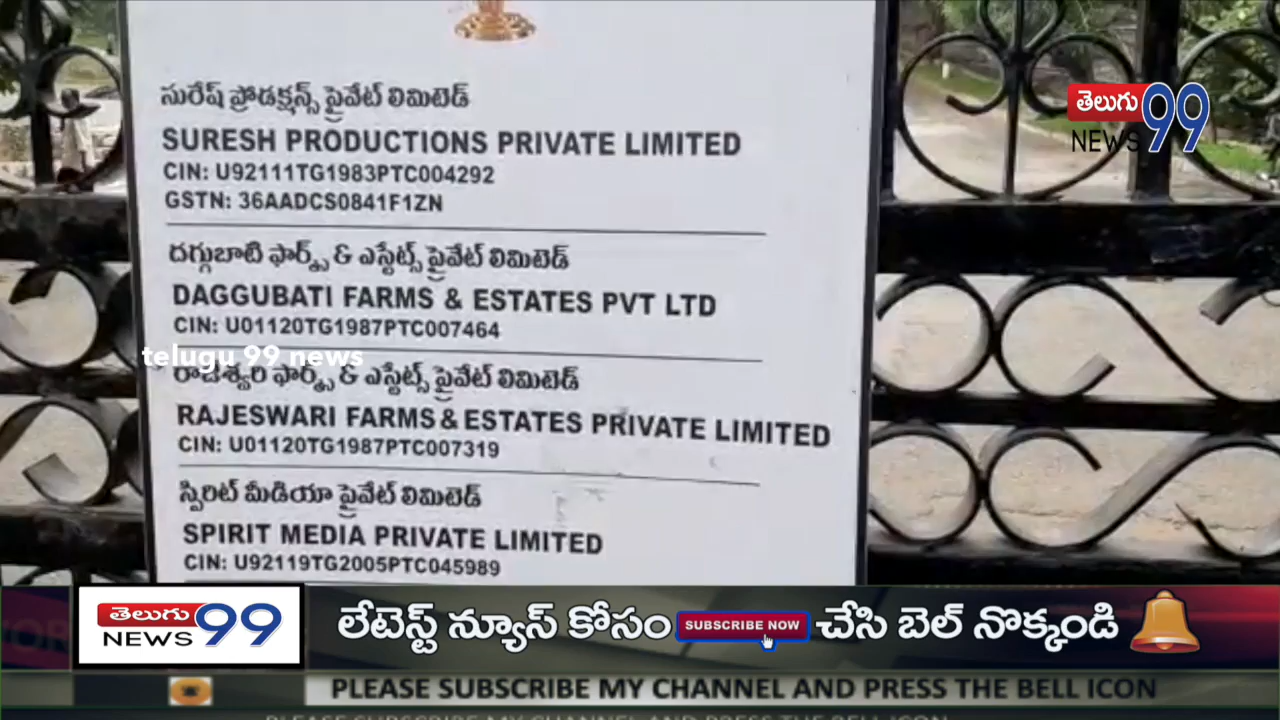 సురేష్ ప్రొడక్షన్స్ ప్రైవేట్ లిమిటెడ్
SURESH PRODUCTIONS PRIVATE LIMITED
CIN: U92111TG1983PTC004292
GSTN: 36AADCS0841F1ZN
దగ్గుబాటి ఫార్మ్స్ & ఎస్టేట్స్ ప్రైవేట్ లిమిటెడ్
DAGGUBATI FARMS & ESTATES PVT LTD
CIN: U01120TG1987PTC007464
రాజేశ్వరి ఫార్మ్స్ & ఎస్టేట్స్ ప్రైవేట్ లిమిటెడ్
RAJESWARI FARMS & ESTATES PRIVATE LIMITED
CIN: U01120TG1987PTC007319
స్పిరిట్ మీడియా ప్రైవేట్ లిమిటెడ్
SPIRIT MEDIA PRIVATE LIMITED
CIN: U92119TG2005PTC045989
తెలుగు 99
NEWS
telugu 99 news
తెలుగు 99
NEWS
లేటెస్ట్ న్యూస్ కోసం SUBSCRIBE NOW చేసి బెల్ నొక్కండి
PLEASE SUBSCRIBE MY CHANNEL AND PRESS THE BELL ICON